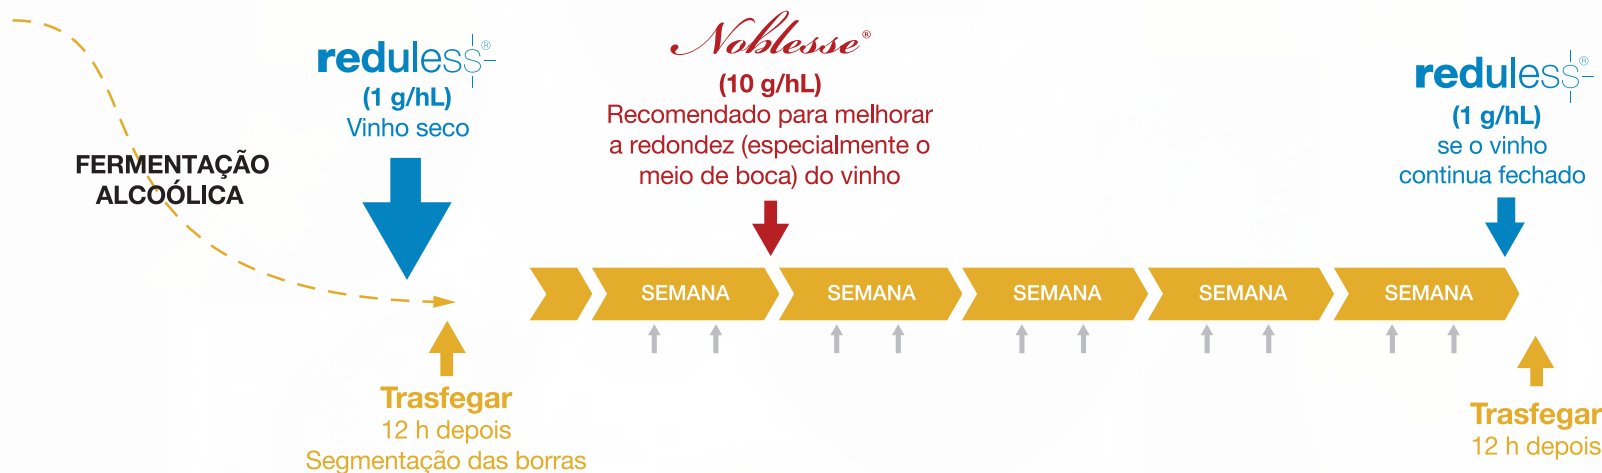 FERMENTAÇÃO
ALCOÓLICA
reduless®
(1 g/hL)
Vinho seco
Trasfegar
12 h depois
Segmentação das borras
Noblesse®
(10 g/hL)
Recomendado para melhorar
a redondez (especialmente o
meio de boca) do vinho
SEMANA
SEMANA
SEMANA
SEMANA
SEMANA
reduless®
(1 g/hL)
se o vinho
continua fechado
Trasfegar
12 h depois